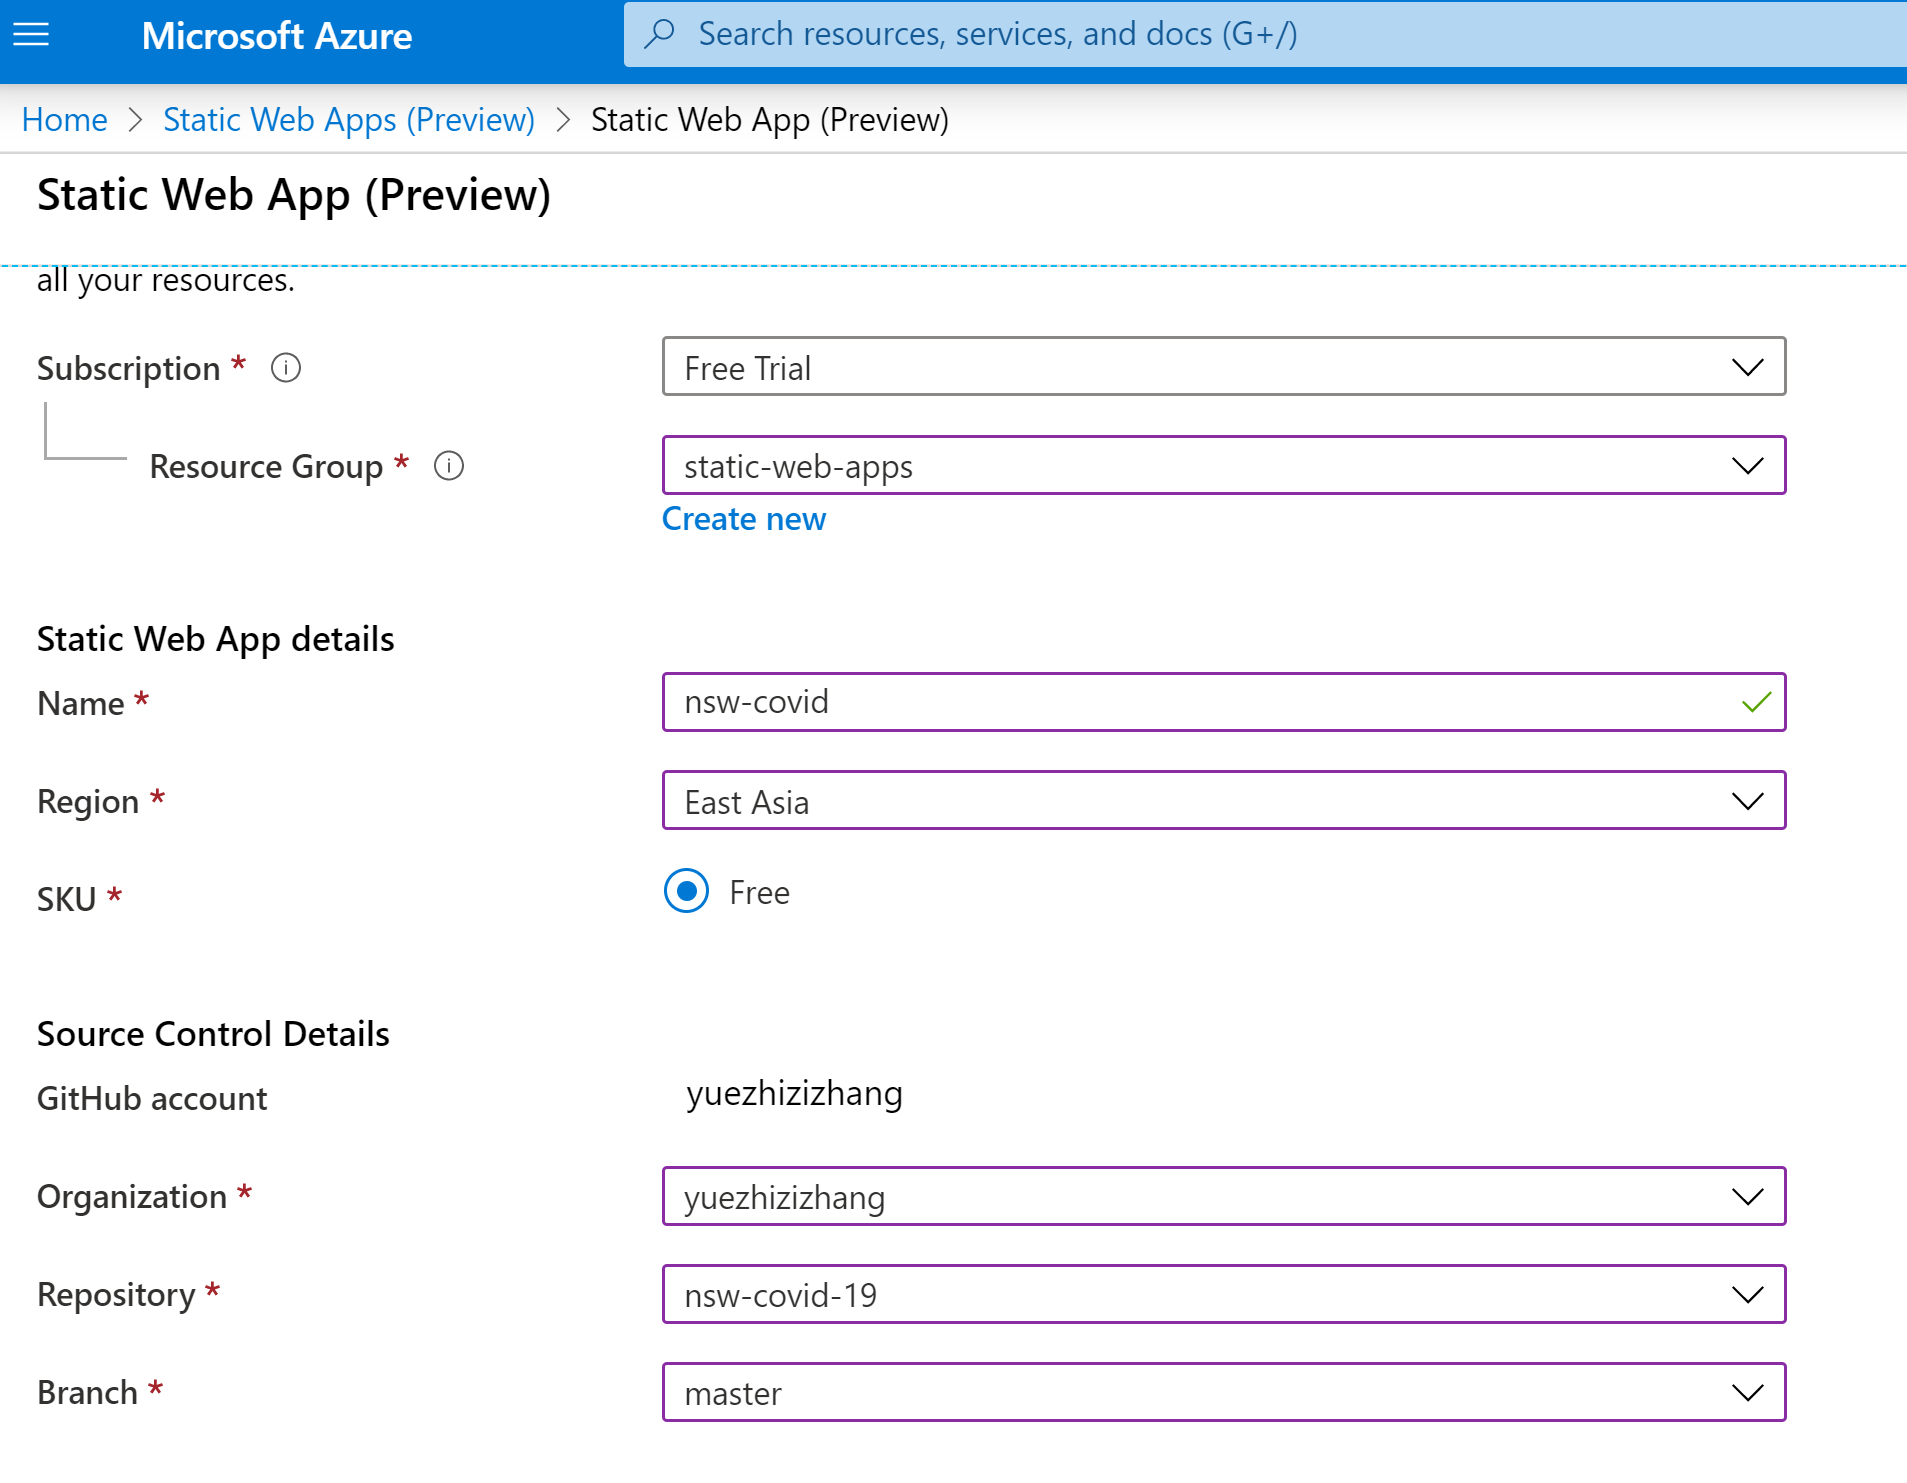 Microsoft Azure
Search resources, services, and docs (G+/)
Home > Static Web Apps (Preview) > Static Web App (Preview)
Static Web App (Preview)
all your resources.
Subscription * Free Trial
Resource Group * static-web-apps
Create new
Static Web App details
Name * nsw-covid
Region * East Asia
SKU * Free
Source Control Details
GitHub account yuezhizizhang
Organization * yuezhizizhang
Repository * nsw-covid-19
Branch * master